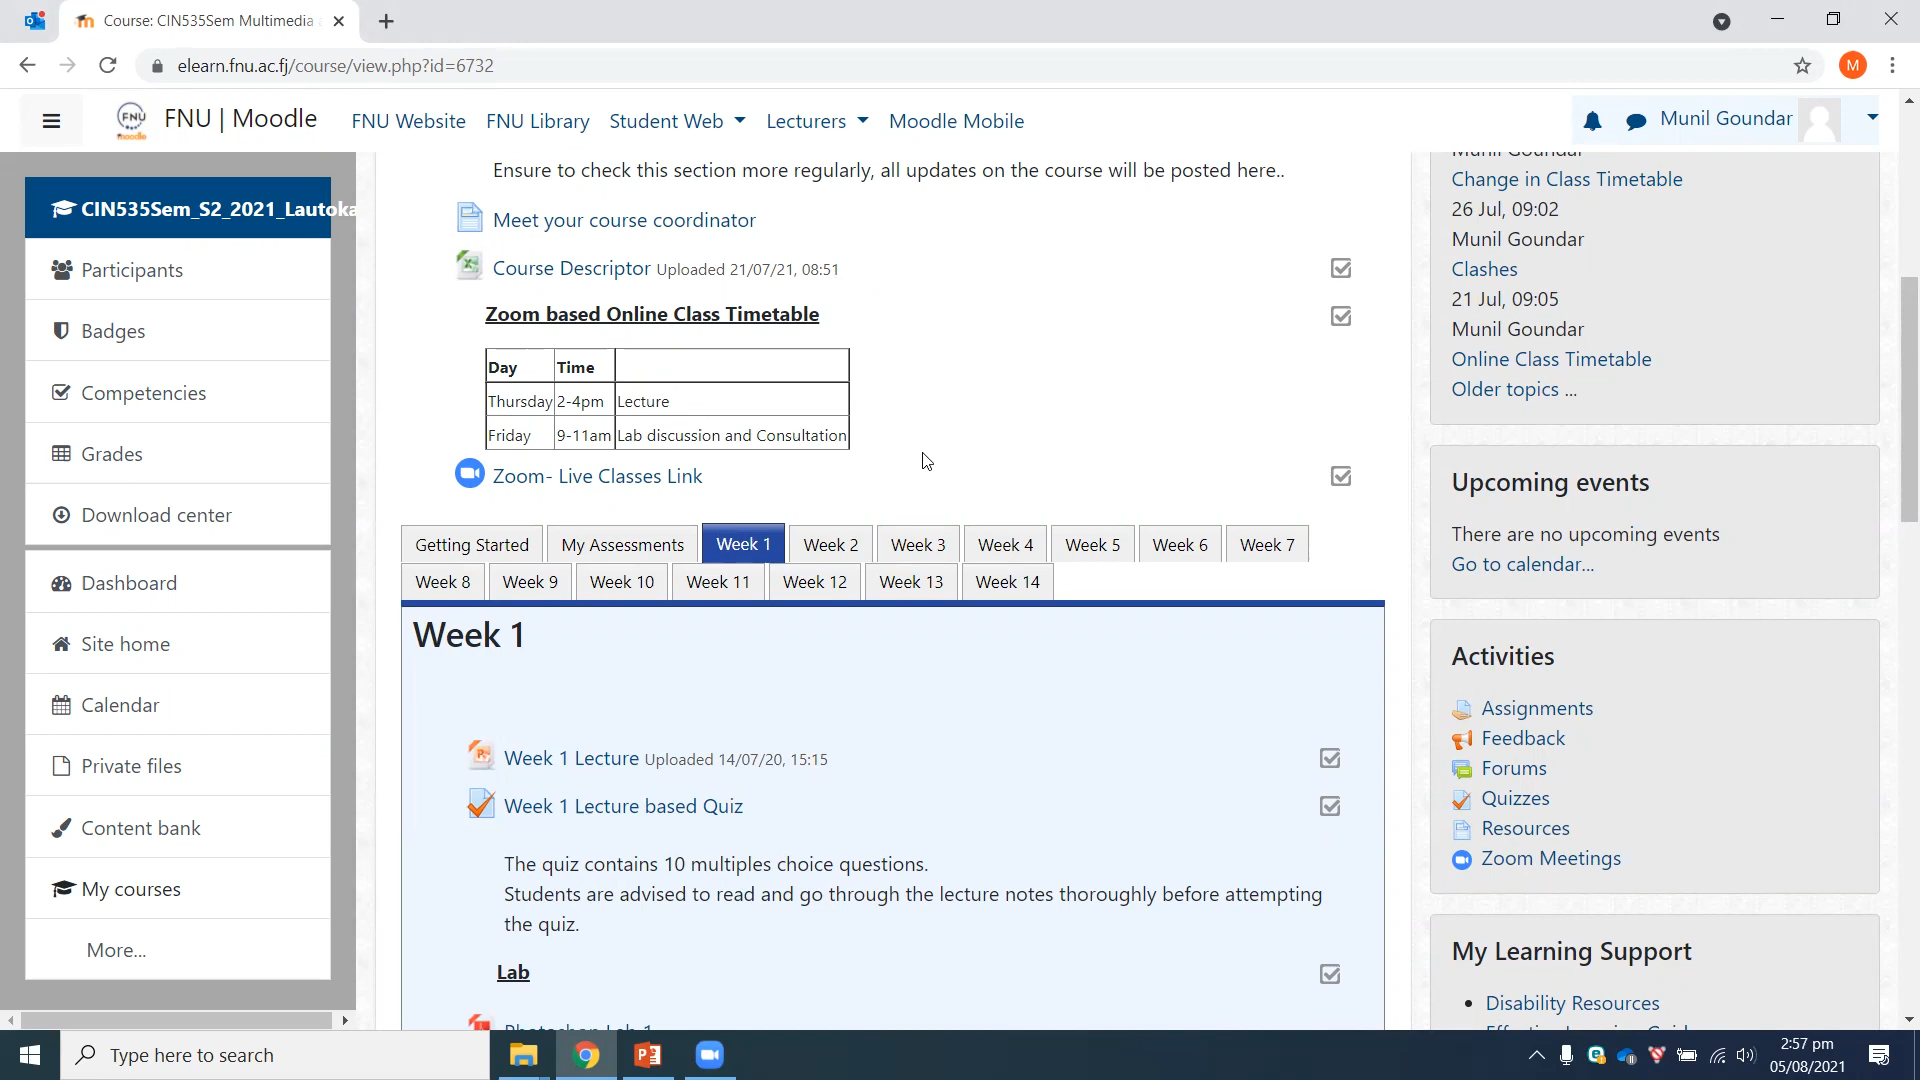 Course: CIN535Sem Multimedia
elearn.fnu.ac.fj/course/view.php?id=6732
M
FNU
moodle
FNU | Moodle
FNU Website
FNU Library
Student Web
Lecturers
Moodle Mobile
Munil Goundar
CIN535Sem_S2_2021_Lautoka
Participants
Badges
Competencies
Grades
Download center
Dashboard
Site home
Calendar
Private files
Content bank
My courses
More...
Ensure to check this section more regularly, all updates on the course will be posted here..
Meet your course coordinator
Course Descriptor Uploaded 21/07/21, 08:51
Zoom based Online Class Timetable
Day Time
Thursday 2-4pm Lecture
Friday 9-11am Lab discussion and Consultation
Zoom- Live Classes Link
Getting Started My Assessments Week 1 Week 2 Week 3 Week 4 Week 5 Week 6 Week 7
Week 8 Week 9 Week 10 Week 11 Week 12 Week 13 Week 14
Week 1
Week 1 Lecture Uploaded 14/07/20, 15:15
Week 1 Lecture based Quiz
The quiz contains 10 multiples choice questions.
Students are advised to read and go through the lecture notes thoroughly before attempting
the quiz.
Lab
Photoshop Lab 1
Munil Goundar
Change in Class Timetable
26 Jul, 09:02
Munil Goundar
Clashes
21 Jul, 09:05
Munil Goundar
Online Class Timetable
Older topics ...
Upcoming events
There are no upcoming events
Go to calendar...
Activities
Assignments
Feedback
Forums
Quizzes
Resources
Zoom Meetings
My Learning Support
Disability Resources
Type here to search
2:57 pm
05/08/2021